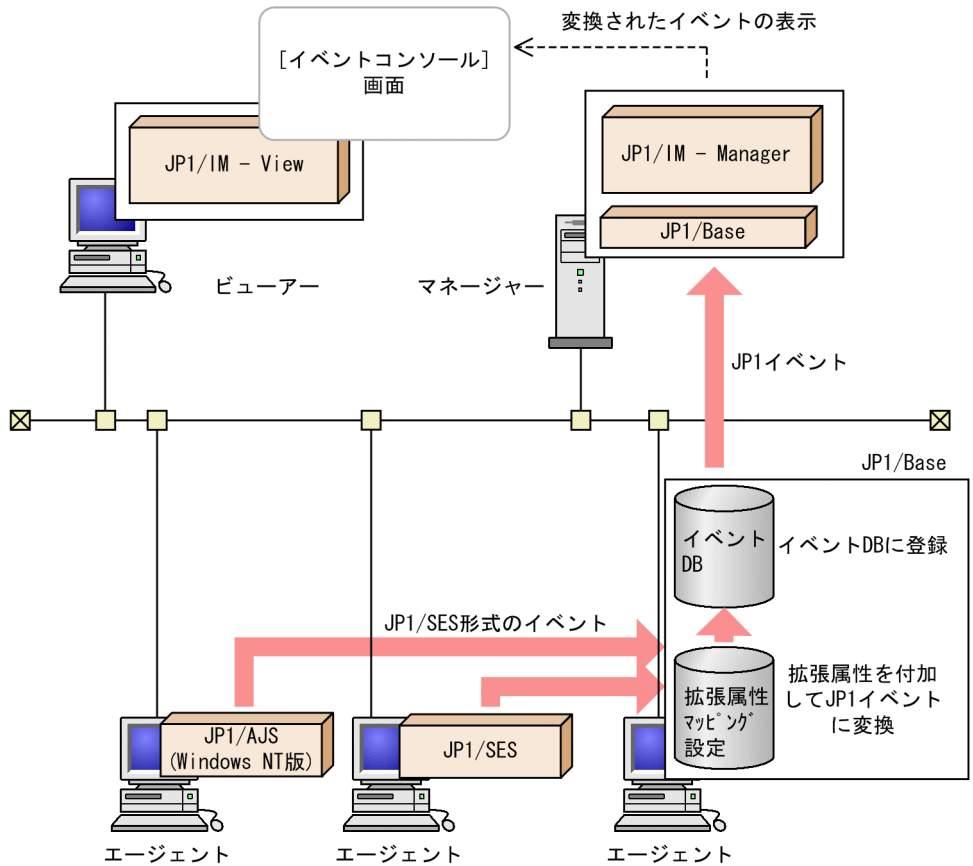 変換されたイベントの表示
[イベントコンソール]
画面
JP1/IM - View
JP1/IM - Manager
JP1/Base
ビューアー
マネージャー
JP1イベント
JP1/Base
イベント
DB
イベントDBに登録
JP1/SES形式のイベント
拡張属性
ﾏｯﾋﾟﾝｸﾞ
設定
拡張属性を付加
してJP1イベント
に変換
JP1/AJS
(Windows NT版)
JP1/SES
エージェント
エージェント
エージェント